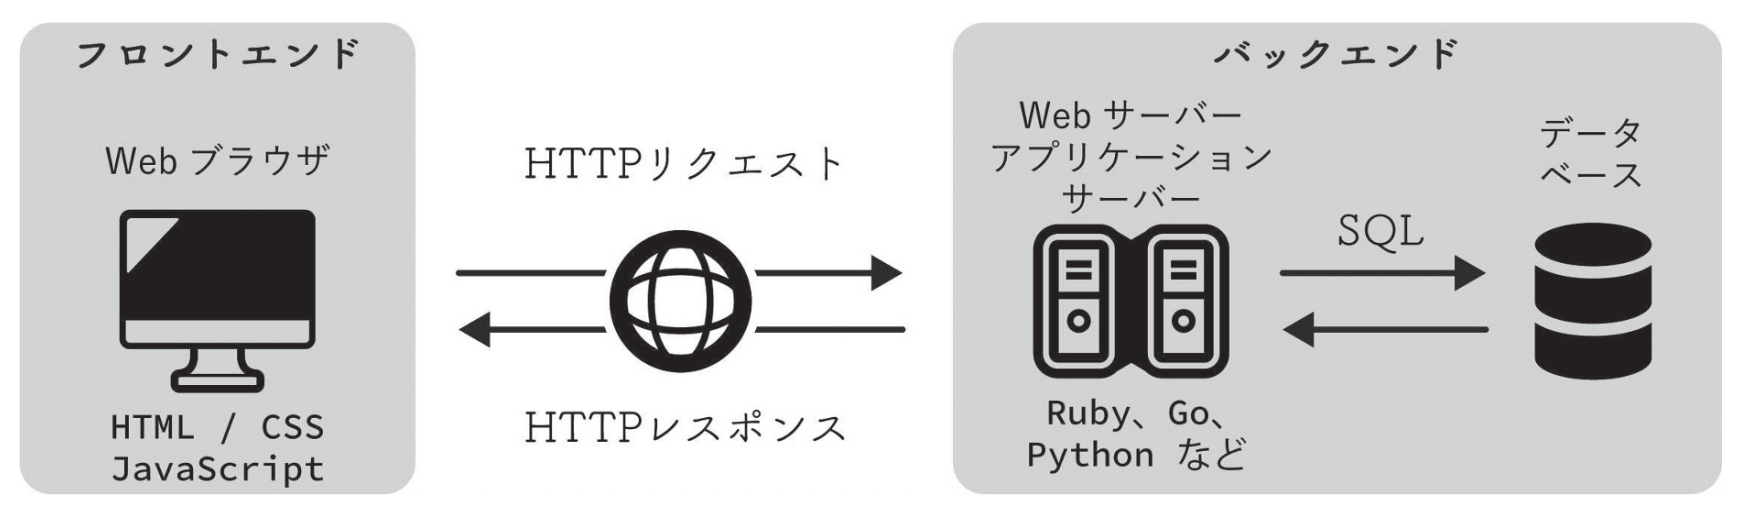 フロントエンド
Web ブラウザ
HTML / CSS
JavaScript
HTTPリクエスト
HTTPレスポンス
バックエンド
Web サーバー
アプリケーション
サーバー
Ruby、Go、
Python など
SQL
データ
ベース